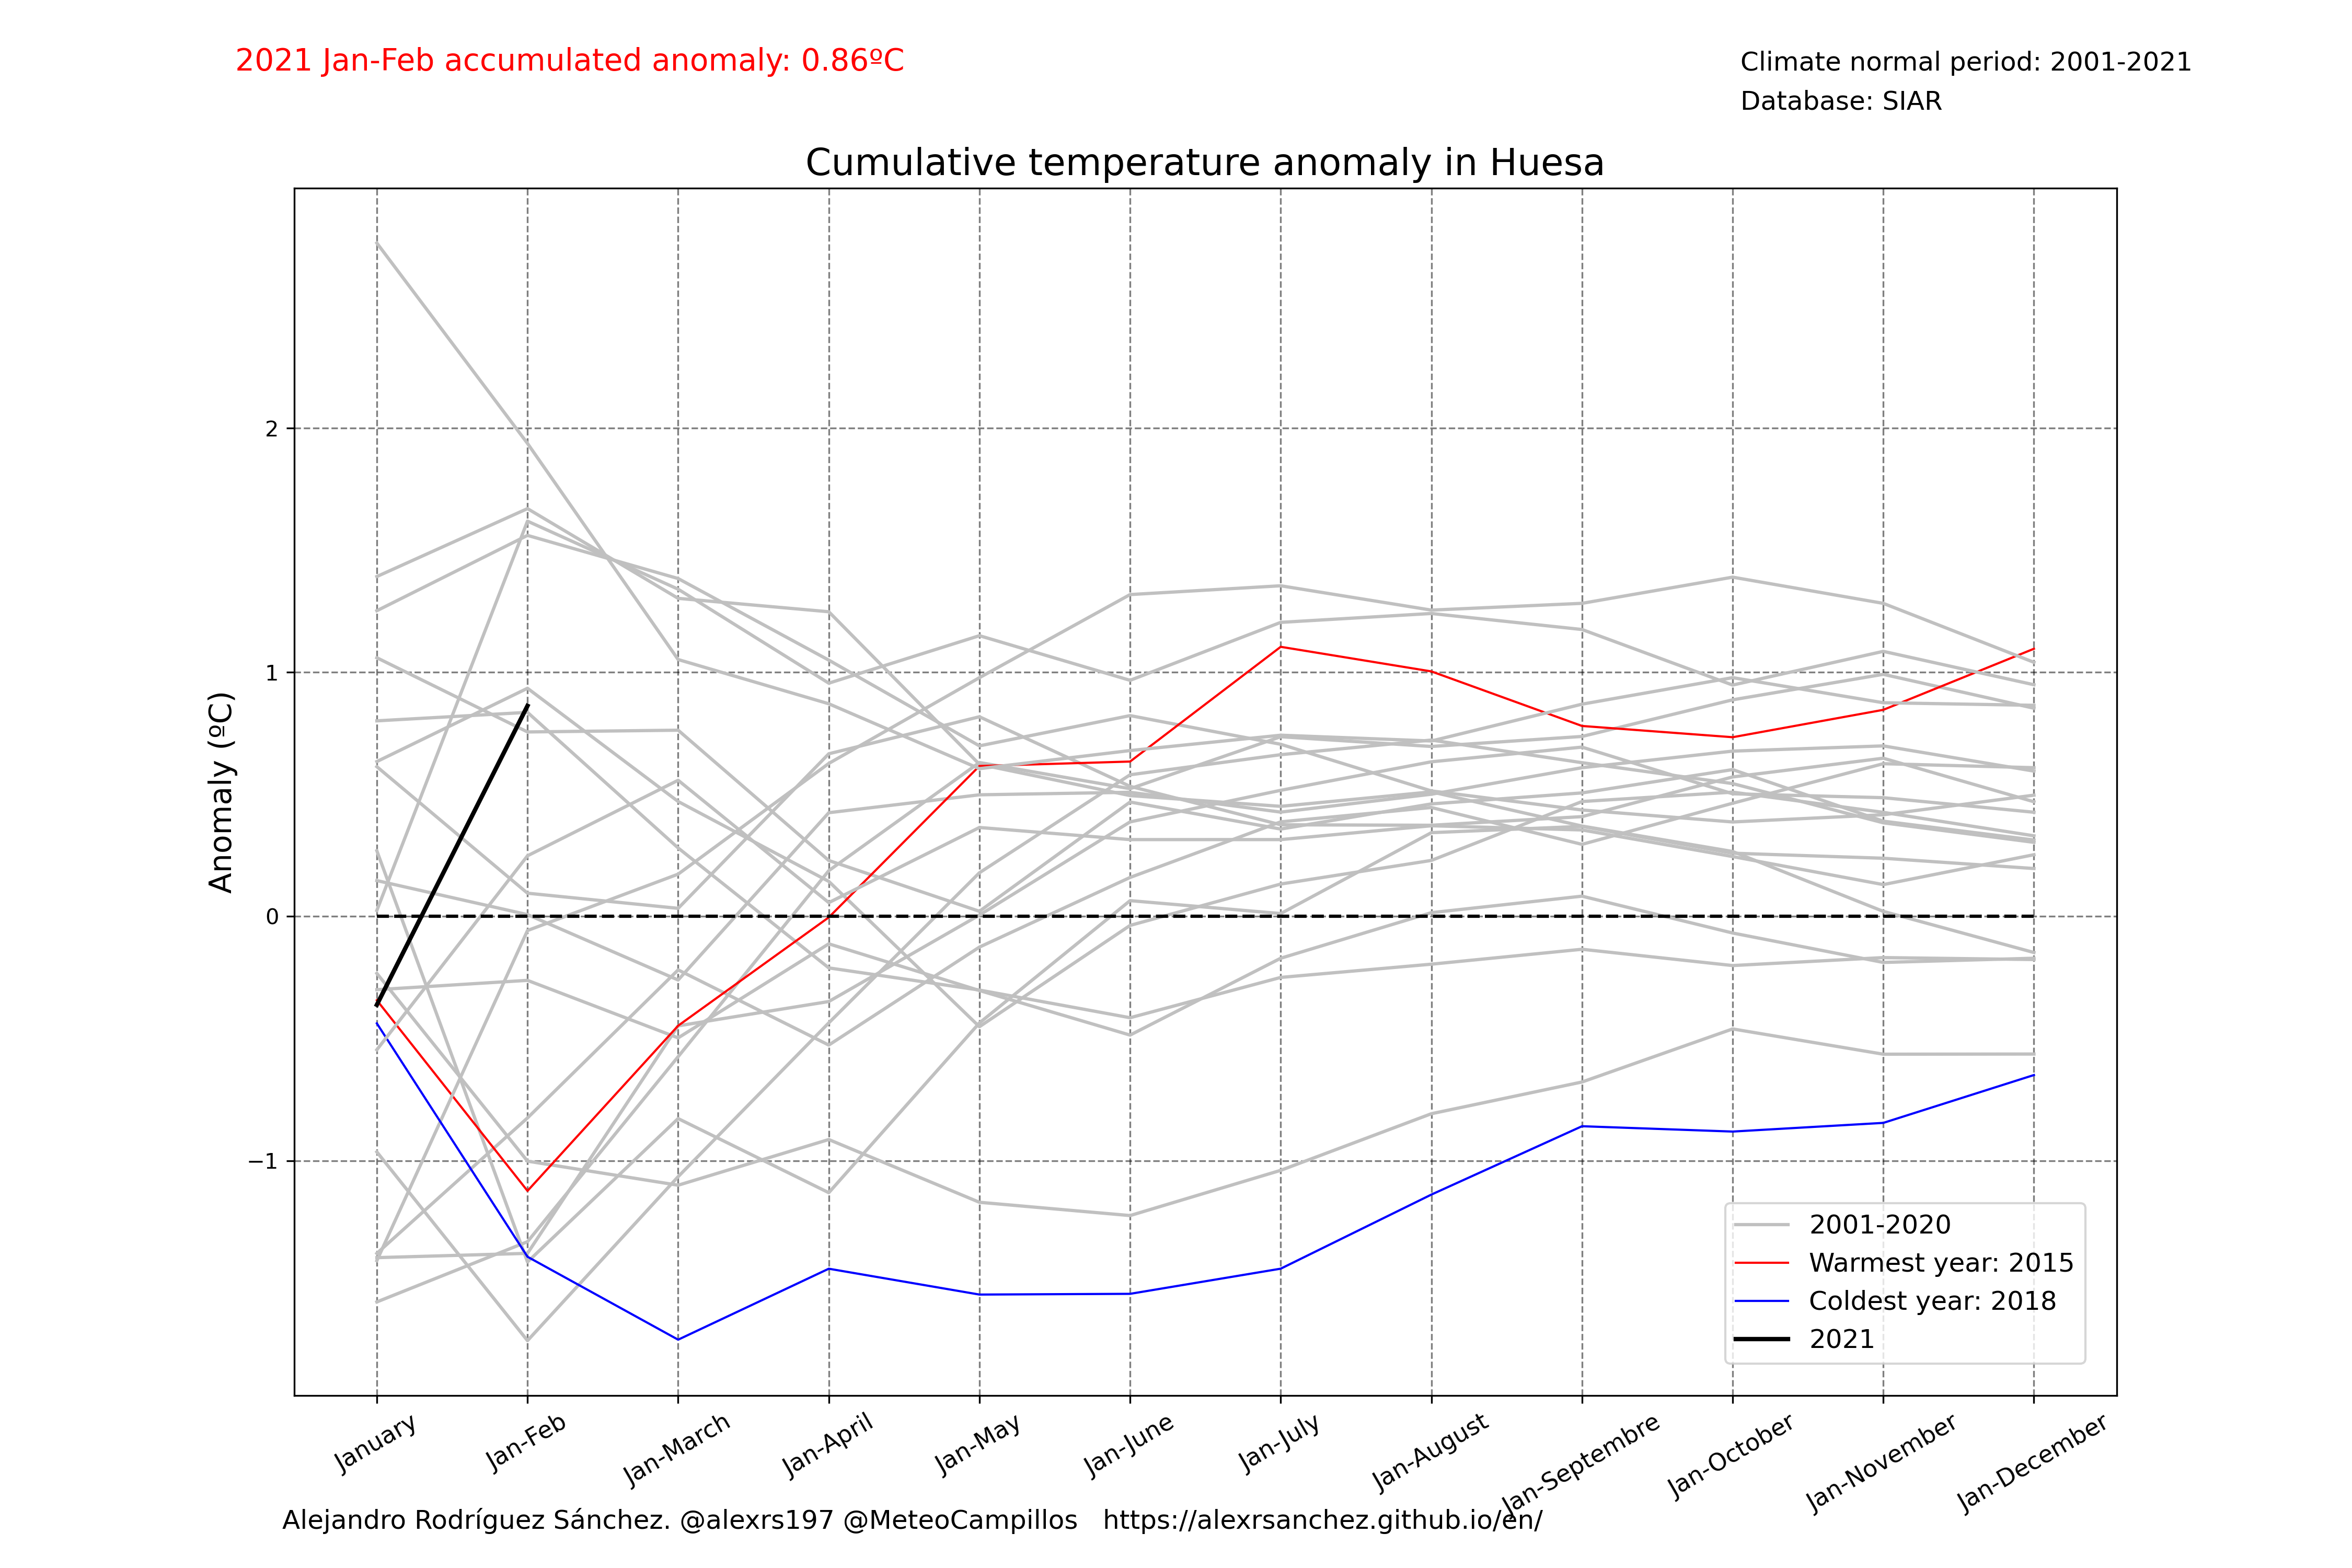 2021 Jan-Feb accumulated anomaly: 0.86ºC
Climate normal period: 2001-2021
Database: SIAR
Cumulative temperature anomaly in Huesa
Anomaly (ºC)
2
1
0
−1
2001-2020
Warmest year: 2015
Coldest year: 2018
2021
January
Jan-Feb
Jan-March
Jan-April
Jan-May
Jan-June
Jan-July
Jan-August
Jan-Septembre
Jan-October
Jan-November
Jan-December
Alejandro Rodríguez Sánchez. @alexrs197 @MeteoCampillos   https://alexrsanchez.github.io/en/